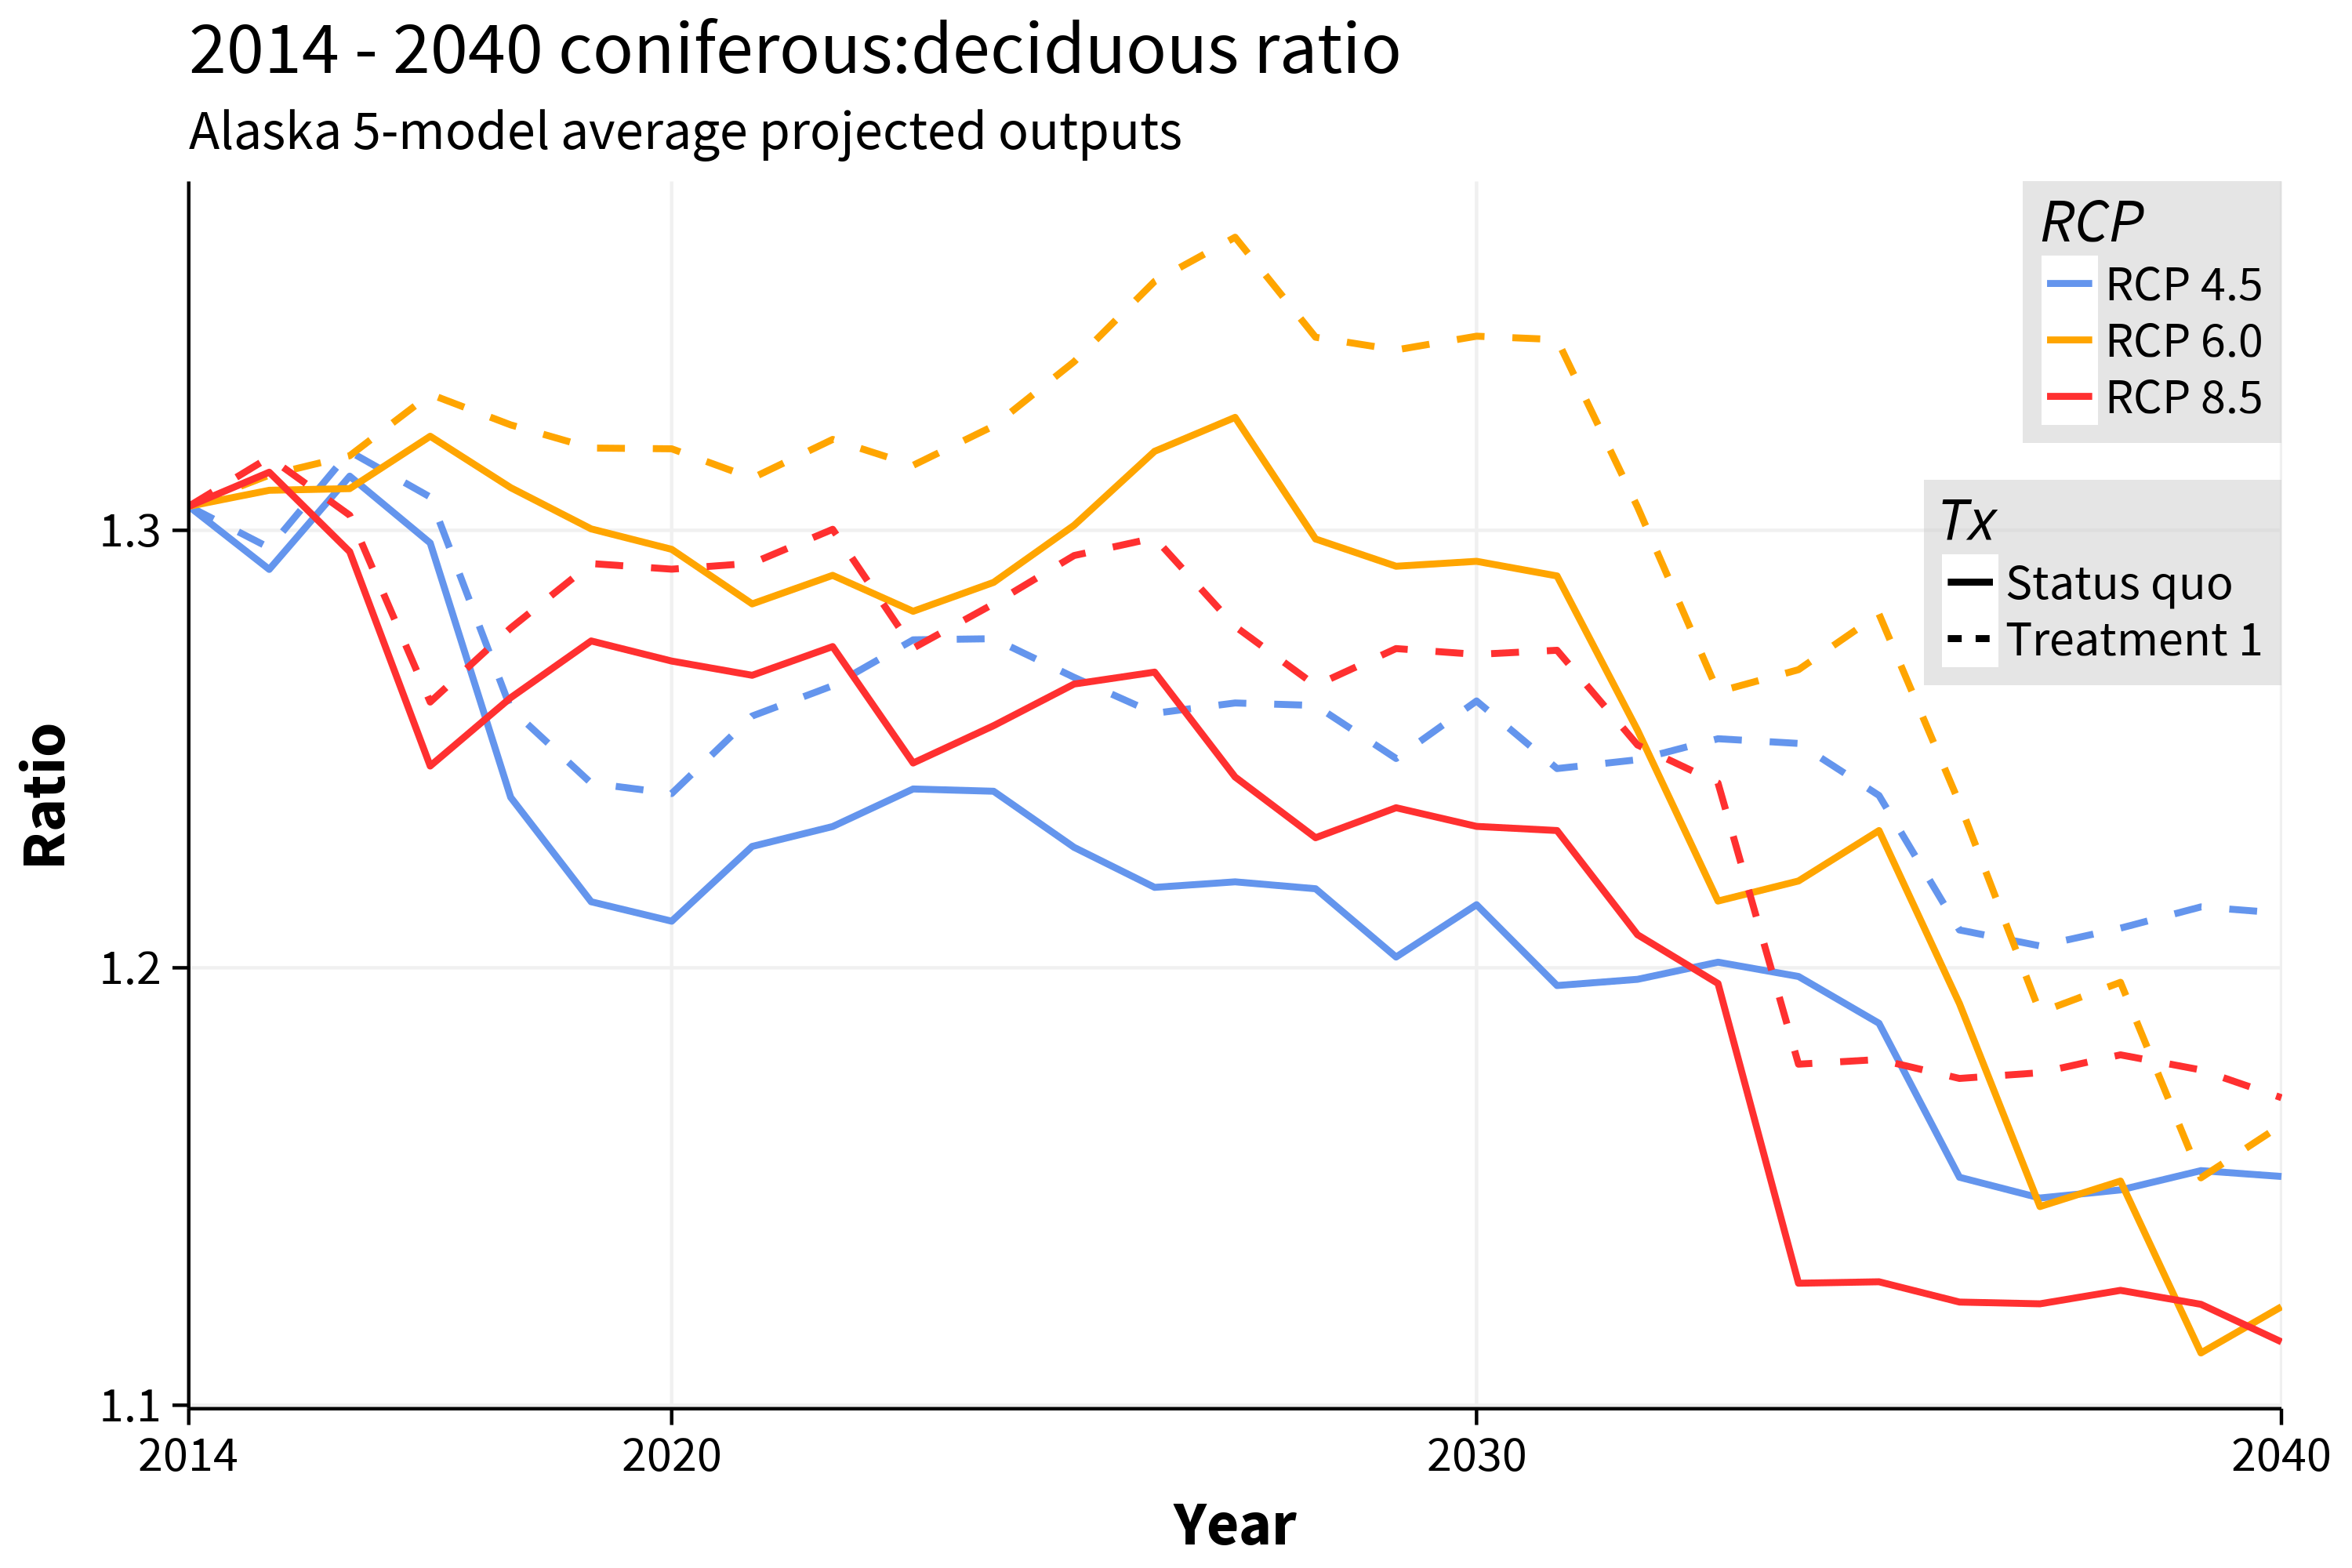 2014 - 2040 coniferous:deciduous ratio
Alaska 5-model average projected outputs
RCP
RCP 4.5
RCP 6.0
RCP 8.5
Tx
Status quo
Treatment 1
Ratio
1.3
1.2
1.1
2014
2020
2030
2040
Year